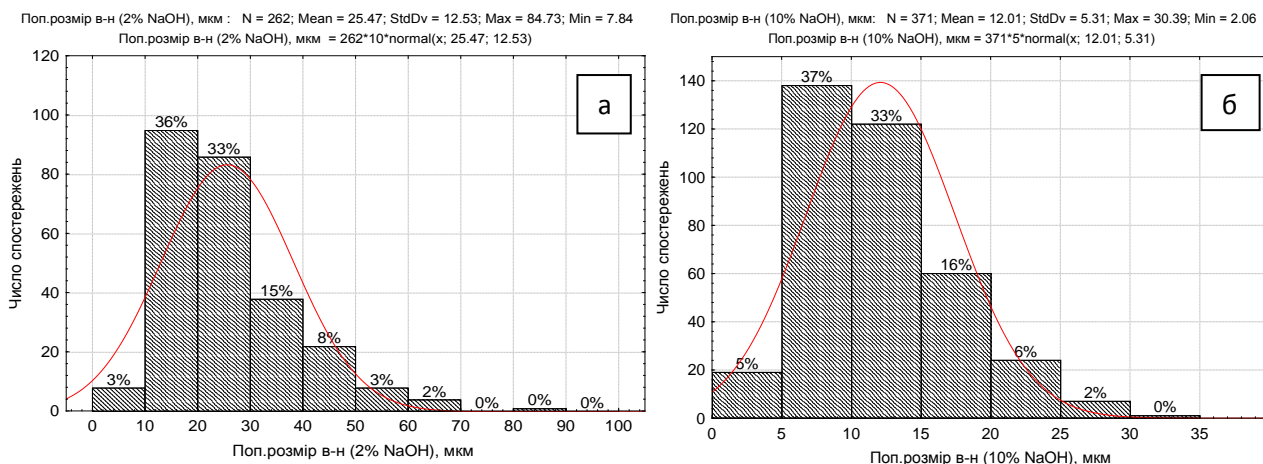 Поп.розмір в-н (2% NaOH), мкм : N = 262; Mean = 25.47; StdDv = 12.53; Max = 84.73; Min = 7.84
Поп.розмір в-н (2% NaOH), мкм = 262*10*normal(x; 25.47; 12.53)
а
Число спостережень
120
100
80
60
40
20
0
3%
36%
33%
15%
8%
3%
2%
0%
0%
0%
0 10 20 30 40 50 60 70 80 90 100
Поп.розмір в-н (2% NaOH), мкм
Поп.розмір в-н (10% NaOH), мкм: N = 371; Mean = 12.01; StdDv = 5.31; Max = 30.39; Min = 2.06
Поп.розмір в-н (10% NaOH), мкм = 371*5*normal(x; 12.01; 5.31)
б
Число спостережень
140
120
100
80
60
40
20
0
5%
37%
33%
16%
6%
2%
0%
0 5 10 15 20 25 30 35
Поп.розмір в-н (10% NaOH), мкм